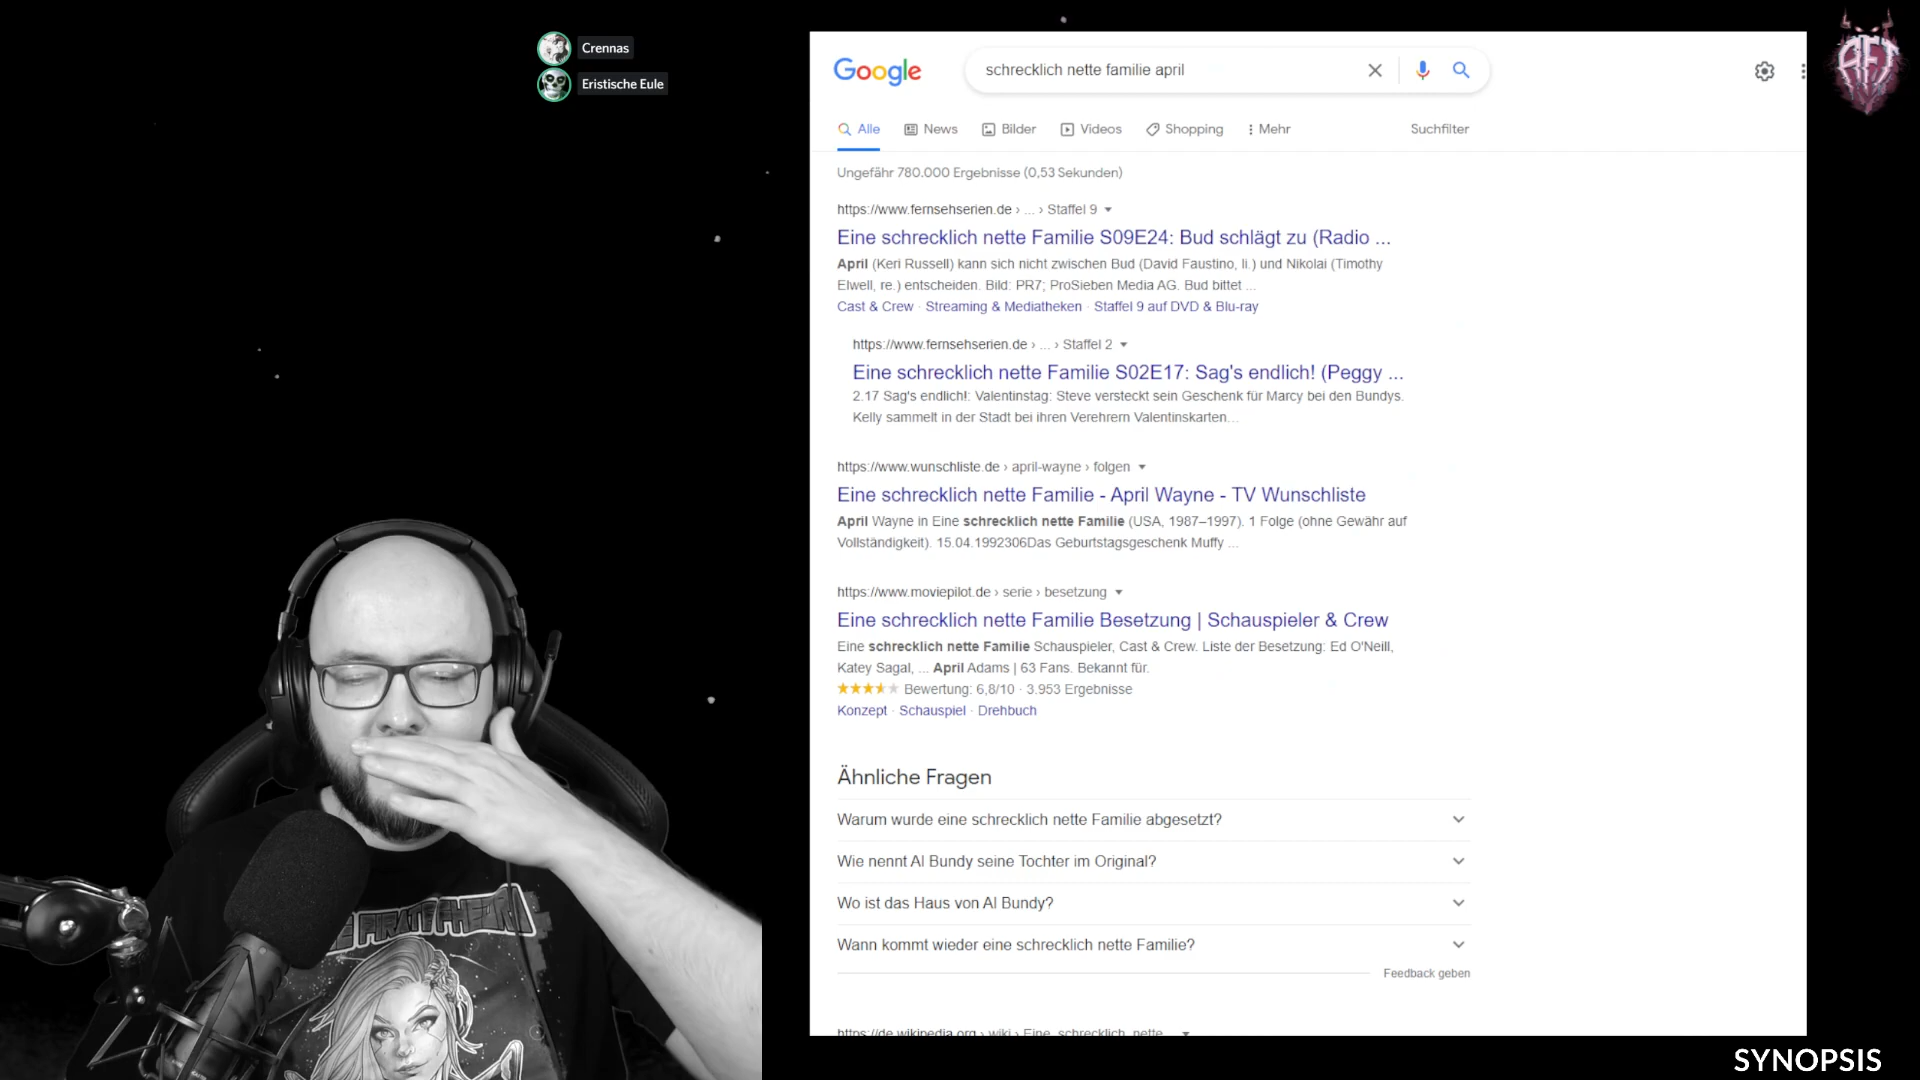 Crennas
Eristische Eule
AFT
Google
schrecklich nette familie april
Alle
News
Bilder
Videos
Shopping
Mehr
Suchfilter
Ungefähr 780.000 Ergebnisse (0,53 Sekunden)
https://www.fernsehserien.de › ... › Staffel 9
Eine schrecklich nette Familie S09E24: Bud schlägt zu (Radio ...
April (Keri Russell) kann sich nicht zwischen Bud (David Faustino, li.) und Nikolai (Timothy
Elwell, re.) entscheiden. Bild: PR7; ProSieben Media AG. Bud bittet ...
Cast & Crew · Streaming & Mediatheken · Staffel 9 auf DVD & Blu-ray
https://www.fernsehserien.de › ... › Staffel 2
Eine schrecklich nette Familie S02E17: Sag's endlich! (Peggy ...
2.17 Sag's endlich!: Valentinstag: Steve versteckt sein Geschenk für Marcy bei den Bundys.
Kelly sammelt in der Stadt bei ihren Verehrern Valentinskarten...
https://www.wunschliste.de › april-wayne › folgen
Eine schrecklich nette Familie - April Wayne - TV Wunschliste
April Wayne in Eine schrecklich nette Familie (USA, 1987–1997). 1 Folge (ohne Gewähr auf
Vollständigkeit). 15.04.1992306Das Geburtstagsgeschenk Muffy ...
https://www.moviepilot.de › serie › besetzung
Eine schrecklich nette Familie Besetzung | Schauspieler & Crew
Eine schrecklich nette Familie Schauspieler, Cast & Crew. Liste der Besetzung: Ed O'Neill,
Katey Sagal, ... April Adams | 63 Fans. Bekannt für.
Bewertung: 6,8/10 · 3.953 Ergebnisse
Konzept · Schauspiel · Drehbuch
Ähnliche Fragen
Warum wurde eine schrecklich nette Familie abgesetzt?
Wie nennt Al Bundy seine Tochter im Original?
Wo ist das Haus von Al Bundy?
Wann kommt wieder eine schrecklich nette Familie?
Feedback geben
https://de.wikipedia.org › wiki › Eine_schrecklich_nette...
SYNOPSIS